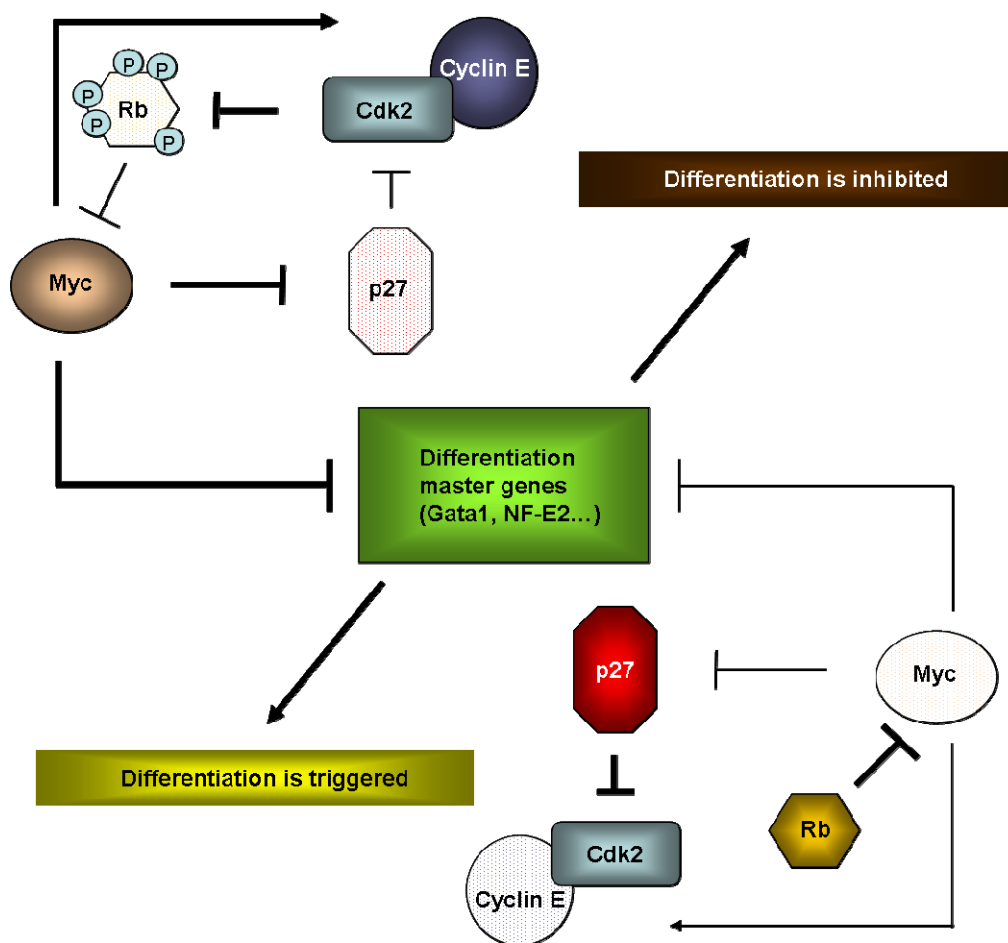 Cyclin E
P
P
P
P
Rb
Cdk2
P
P
Differentiation is inhibited
Myc
p27
Differentiation
master genes
(Gata1, NF-E2…)
p27
Myc
Differentiation is triggered
Rb
Cdk2
Cyclin E